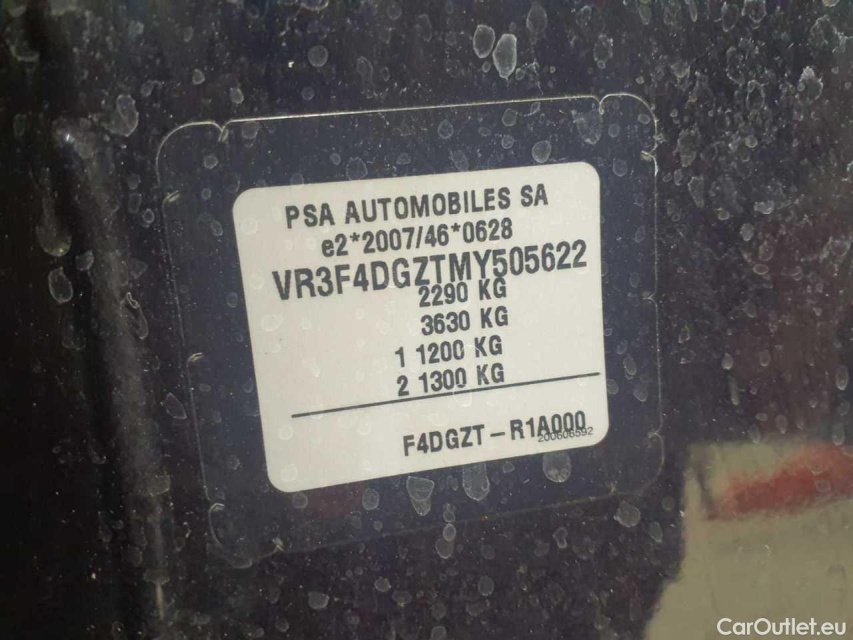 PSA AUTOMOBILES SA
e2*2007/46*0628
VR3F4DGZTMY505622
2290 KG
3630 KG
1 1200 KG
2 1300 KG
F4DGZT-R1A000
200606592
CarOutlet.eu